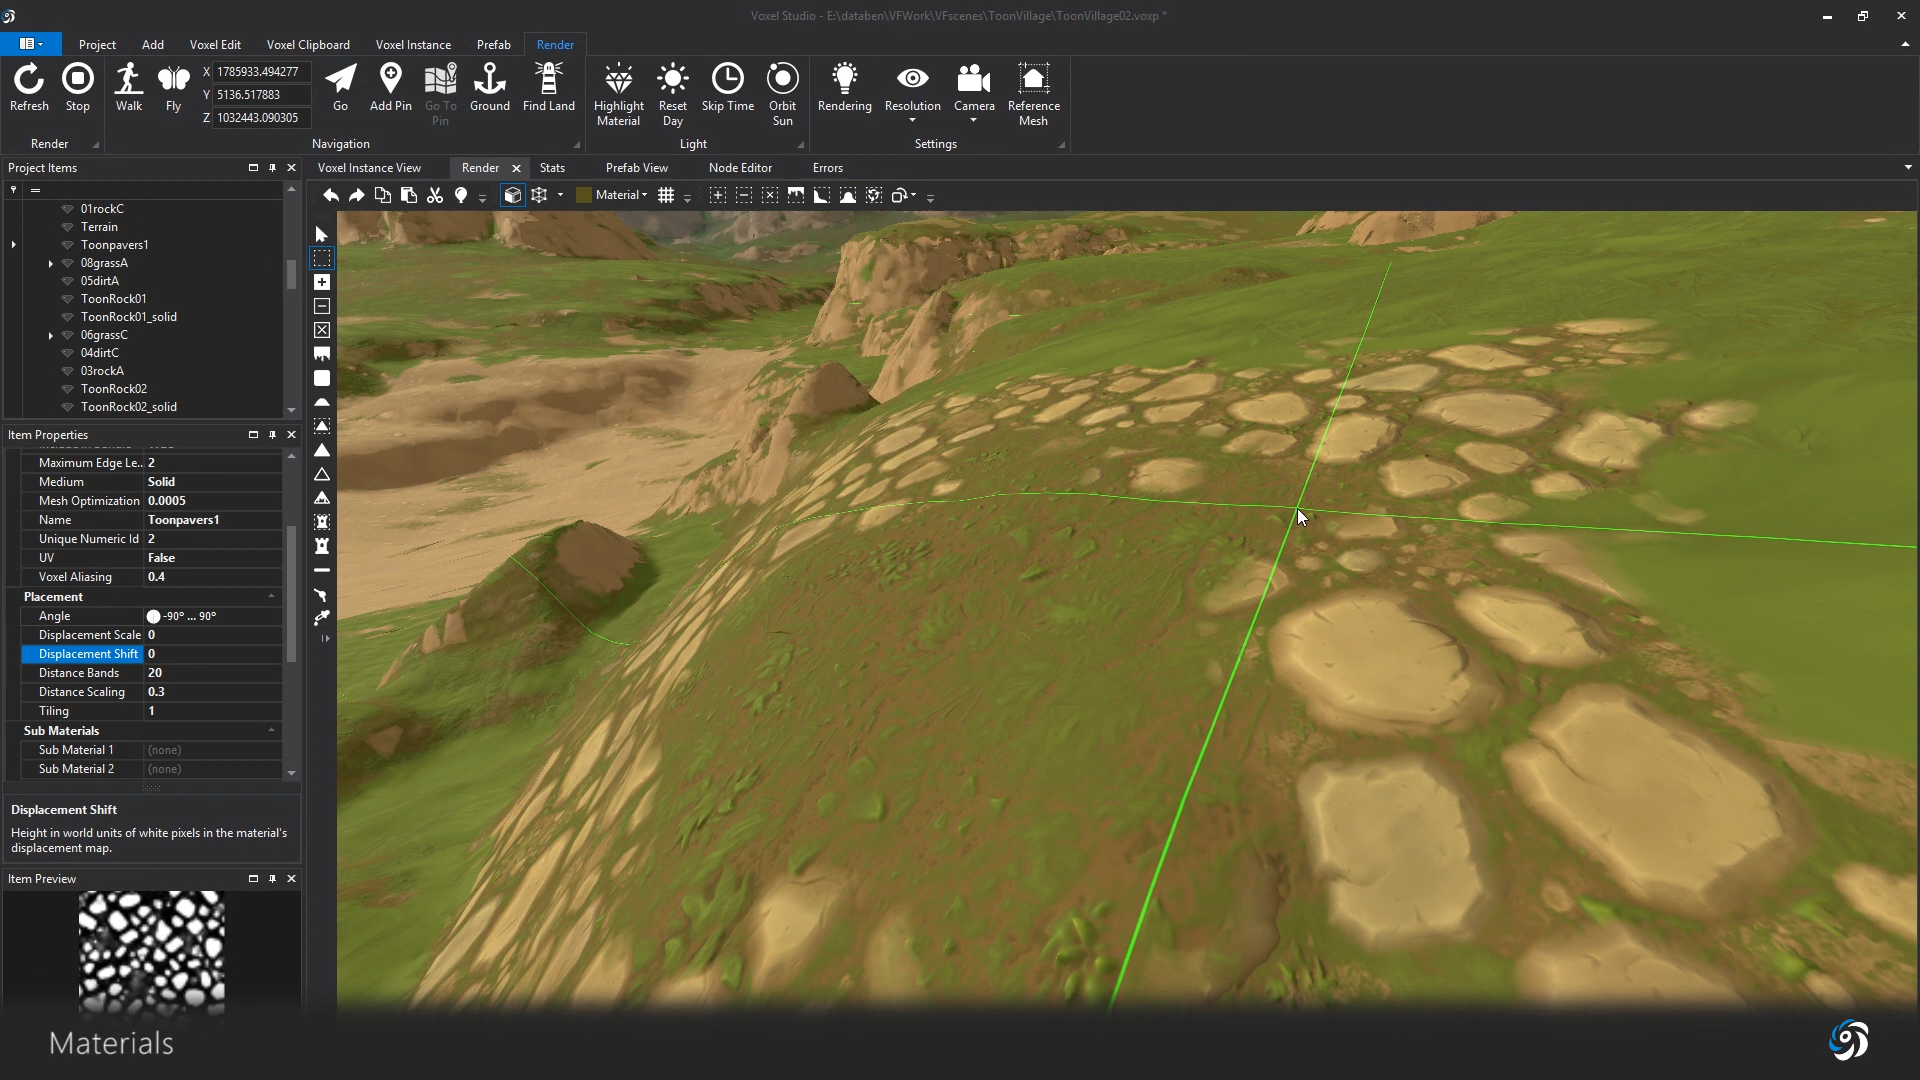 Voxel Studio - E:\databen\VFWork\VFscenes\ToonVillage\ToonVillage02.voxp *
Project Add Voxel Edit Voxel Clipboard Voxel Instance Prefab Render
X 1785933.494277
Y 5136.517883
Z 1032443.090305
Refresh Stop Walk Fly Go Add Pin Go To Pin Ground Find Land Highlight Material Reset Day Skip Time Orbit Sun Rendering Resolution Camera Reference Mesh
Render Navigation Light Settings
Project Items
Voxel Instance View Render Stats Prefab View Node Editor Errors
Material
01rockC
Terrain
Toonpavers1
08grassA
05dirtA
ToonRock01
ToonRock01_solid
06grassC
04dirtC
03rockA
ToonRock02
ToonRock02_solid
Item Properties
Maximum Edge Le.. 2
Medium Solid
Mesh Optimization 0.0005
Name Toonpavers1
Unique Numeric Id 2
UV False
Voxel Aliasing 0.4
Placement
Angle -90° ... 90°
Displacement Scale 0
Displacement Shift 0
Distance Bands 20
Distance Scaling 0.3
Tiling 1
Sub Materials
Sub Material 1 (none)
Sub Material 2 (none)
Displacement Shift
Height in world units of white pixels in the material's
displacement map.
Item Preview
Materials